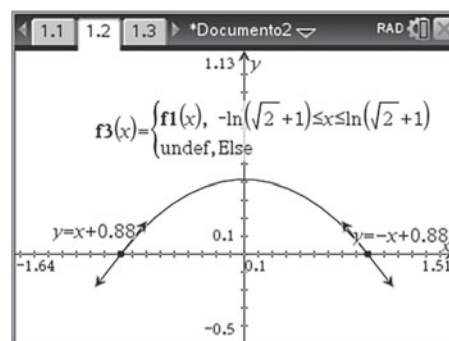 1.1 1.2 1.3 *Documento2 RAD
1.13 y
f3(x)={f1(x), -ln(√2+1)≤x≤ln(√2+1)
undef,Else
y=x+0.88 0.1 y=-x+0.88
x
-1.64 0.1 1.51
-0.5